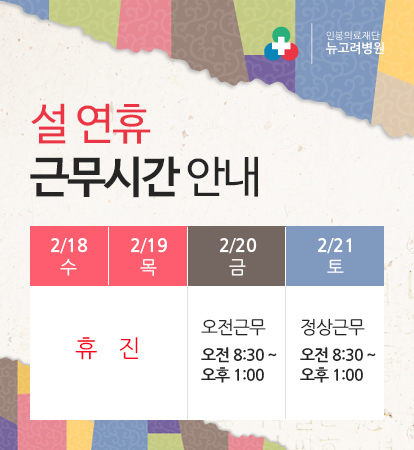 인봉의료재단
뉴고려병원
설 연휴
근무시간 안내
2/18 2/19 2/20 2/21
수 목 금 토
휴 진
오전근무 정상근무
오전 8:30 ~ 오전 8:30 ~
오후 1:00 오후 1:00